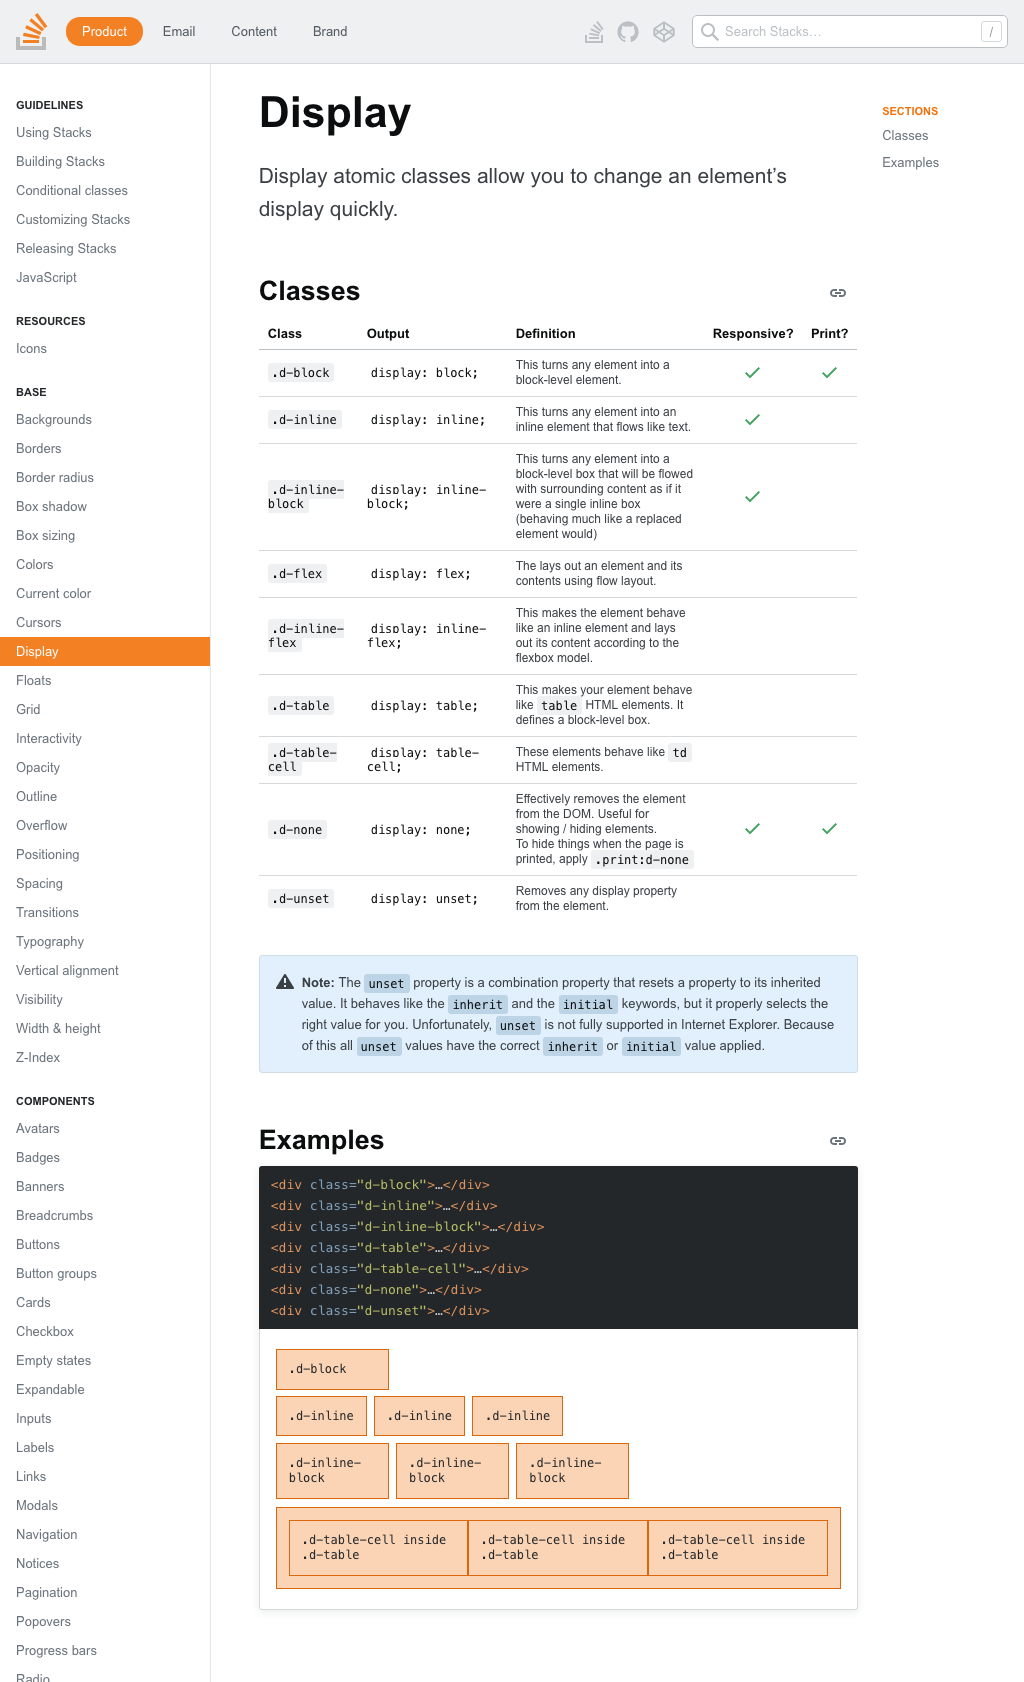 Product
Email
Content
Brand
Search Stacks…
/
GUIDELINES
Using Stacks
Building Stacks
Conditional classes
Customizing Stacks
Releasing Stacks
JavaScript
RESOURCES
Icons
BASE
Backgrounds
Borders
Border radius
Box shadow
Box sizing
Colors
Current color
Cursors
Display
Floats
Grid
Interactivity
Opacity
Outline
Overflow
Positioning
Spacing
Transitions
Typography
Vertical alignment
Visibility
Width & height
Z-Index
COMPONENTS
Avatars
Badges
Banners
Breadcrumbs
Buttons
Button groups
Cards
Checkbox
Empty states
Expandable
Inputs
Labels
Links
Modals
Navigation
Notices
Pagination
Popovers
Progress bars
Radio
Display
Display atomic classes allow you to change an element’s
display quickly.
Classes
Class Output Definition Responsive? Print?
.d-block display: block; This turns any element into a
block-level element.
.d-inline display: inline; This turns any element into an
inline element that flows like text.
.d-inline-
block
display: inline-
block;
This turns any element into a
block-level box that will be flowed
with surrounding content as if it
were a single inline box
(behaving much like a replaced
element would)
.d-flex display: flex; The lays out an element and its
contents using flow layout.
.d-inline-
flex
display: inline-
flex;
This makes the element behave
like an inline element and lays
out its content according to the
flexbox model.
.d-table display: table; This makes your element behave
like table HTML elements. It
defines a block-level box.
.d-table-
cell
display: table-
cell;
These elements behave like td
HTML elements.
.d-none display: none; Effectively removes the element
from the DOM. Useful for
showing / hiding elements.
To hide things when the page is
printed, apply .print:d-none
.d-unset display: unset; Removes any display property
from the element.
Note: The unset property is a combination property that resets a property to its inherited
value. It behaves like the inherit and the initial keywords, but it properly selects the
right value for you. Unfortunately, unset is not fully supported in Internet Explorer. Because
of this all unset values have the correct inherit or initial value applied.
Examples
<div class="d-block">…</div>
<div class="d-inline">…</div>
<div class="d-inline-block">…</div>
<div class="d-table">…</div>
<div class="d-table-cell">…</div>
<div class="d-none">…</div>
<div class="d-unset">…</div>
.d-block
.d-inline .d-inline .d-inline
.d-inline-
block
.d-inline-
block
.d-inline-
block
.d-table-cell inside
.d-table
.d-table-cell inside
.d-table
.d-table-cell inside
.d-table
SECTIONS
Classes
Examples